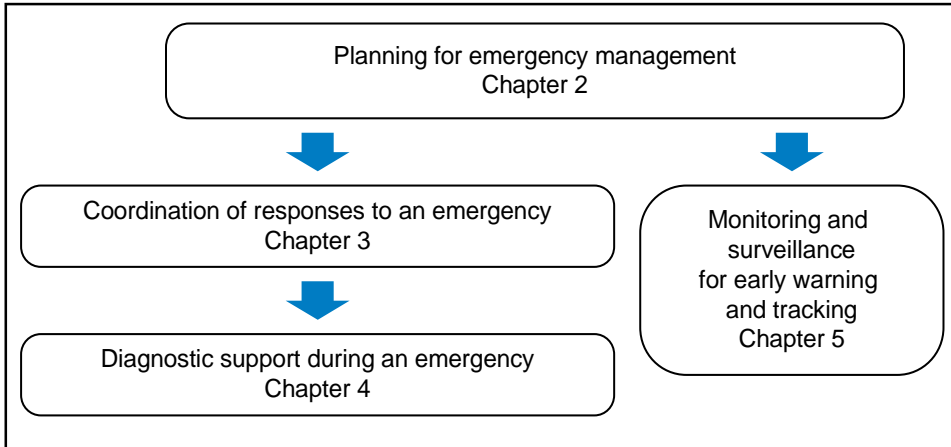 Planning for emergency management
Chapter 2
Coordination of responses to an emergency
Chapter 3
Diagnostic support during an emergency
Chapter 4
Monitoring and
surveillance
for early warning
and tracking
Chapter 5